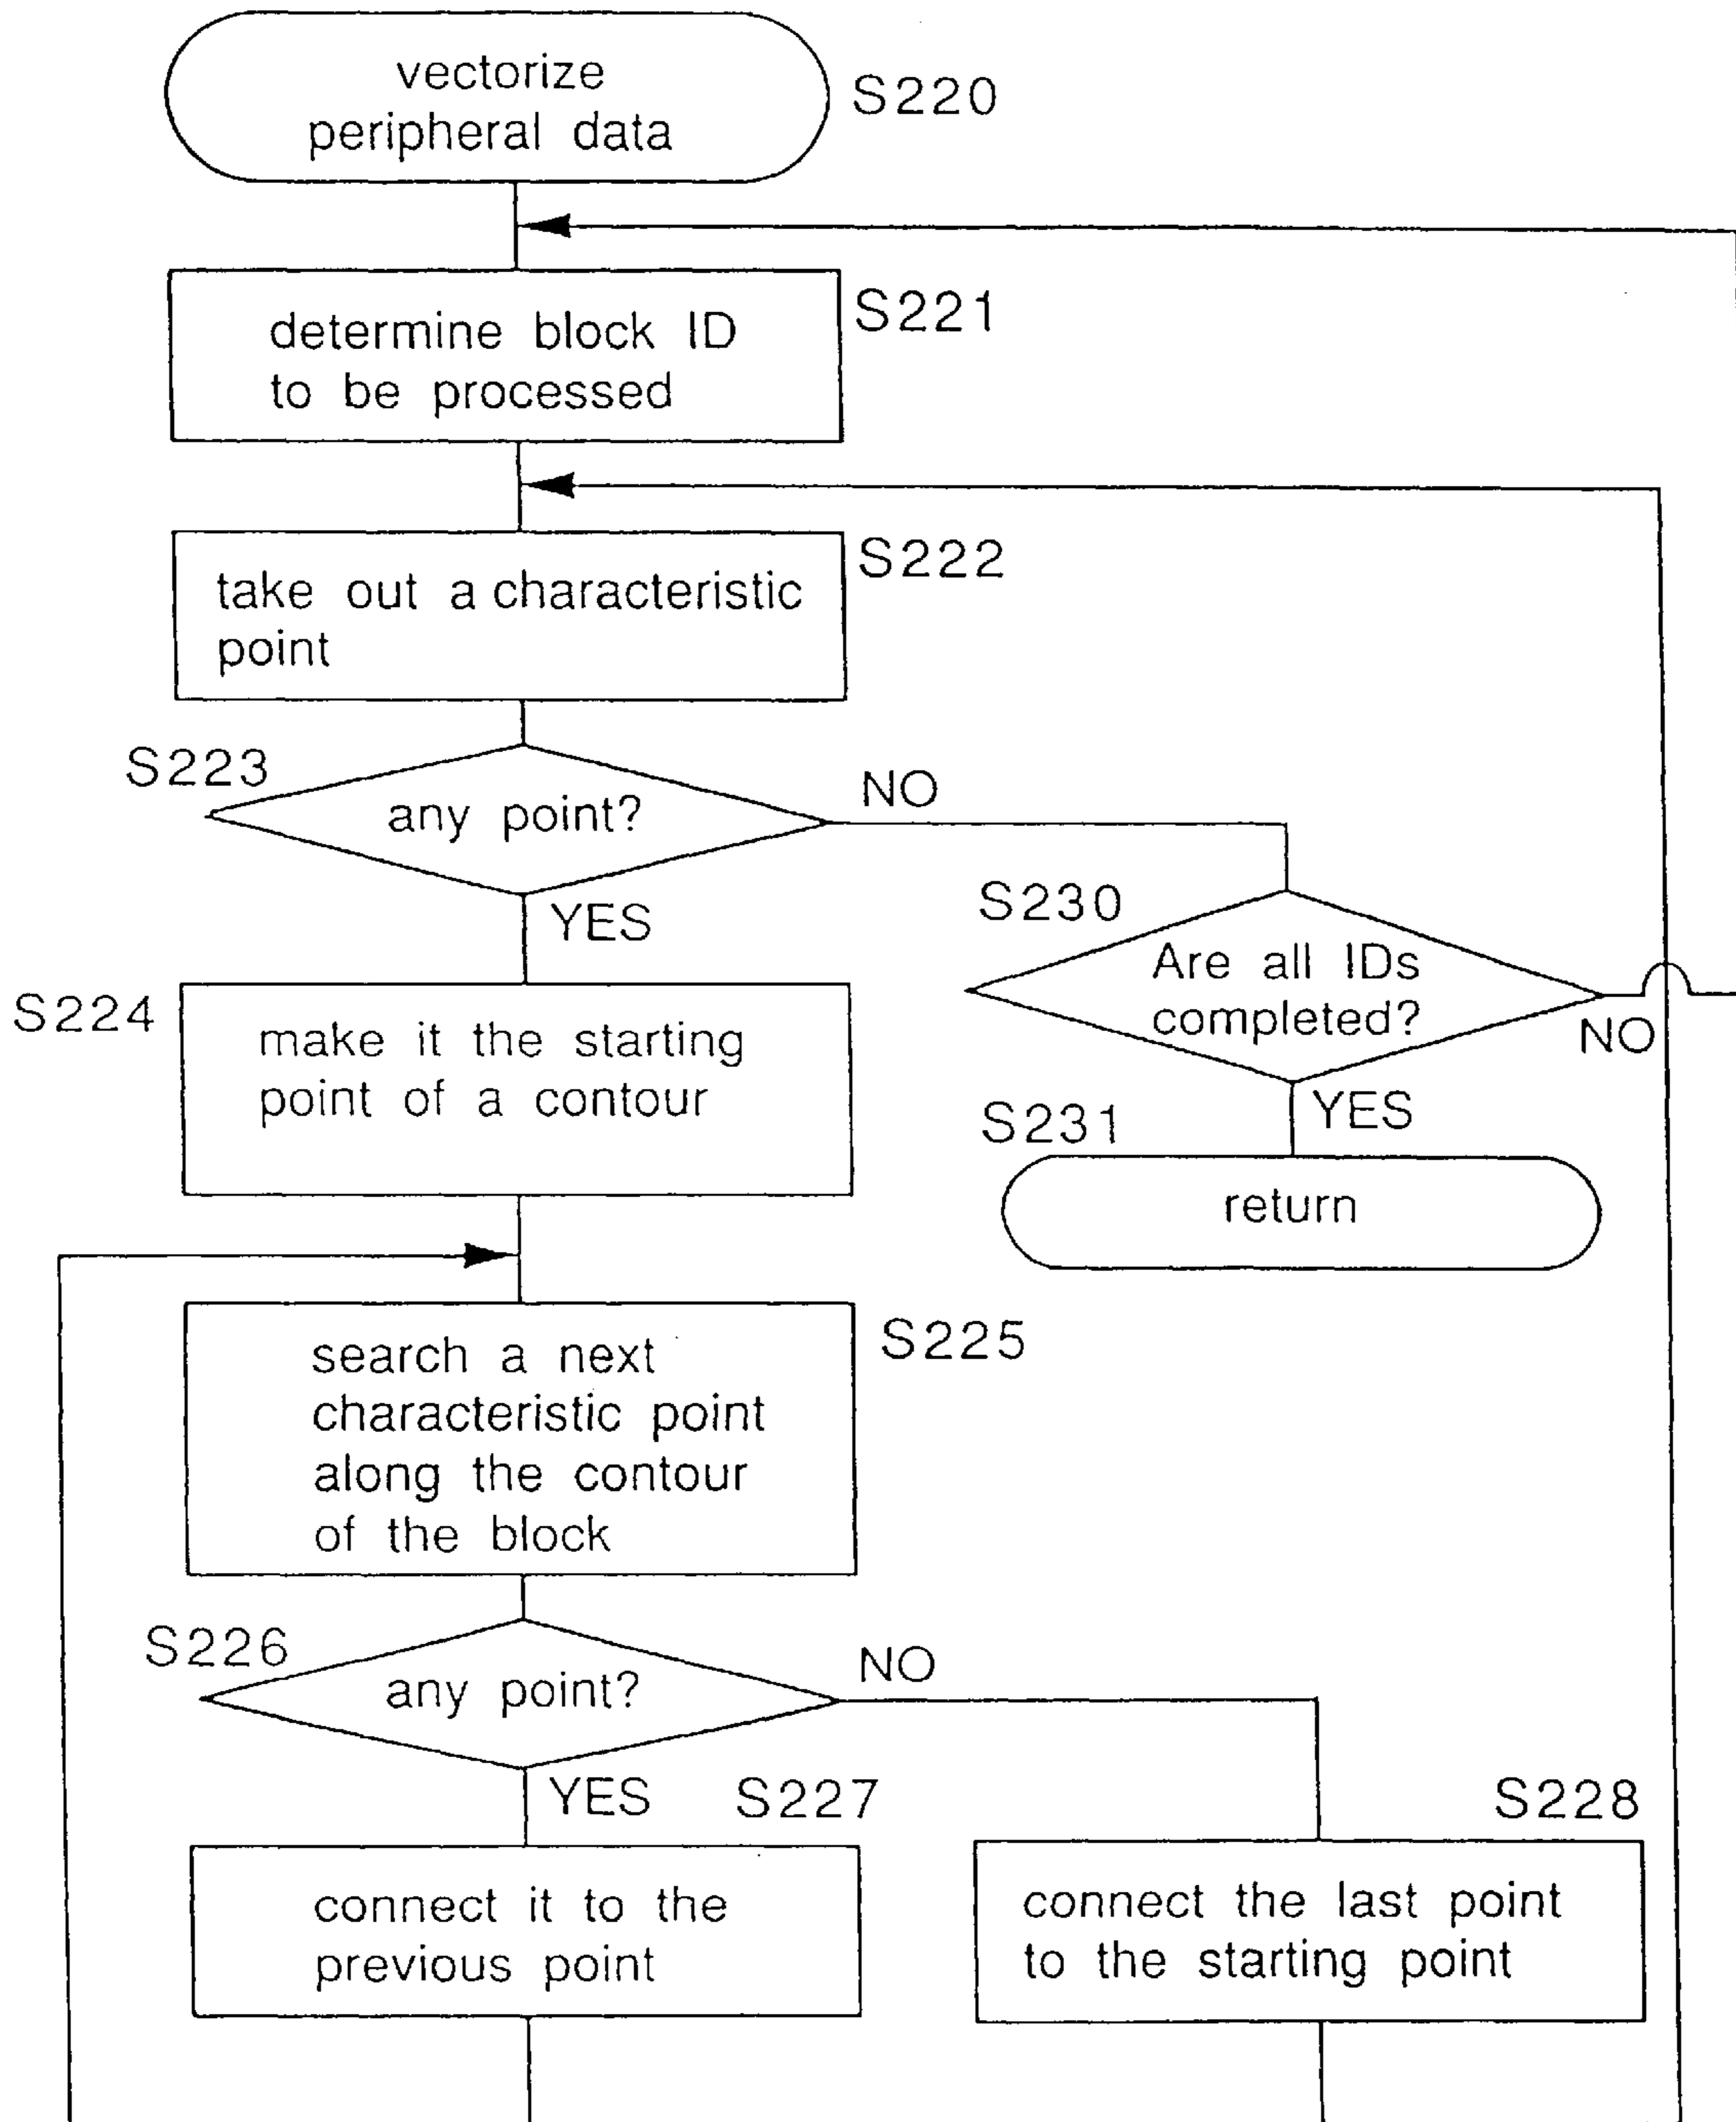 vectorize
peripheral data
S220
S221
determine block ID
to be processed
S222
take out a characteristic
point
S223
any point?
NO
YES
S230
Are all IDs
completed?
NO
S224
make it the starting
point of a contour
S231
YES
return
S225
search a next
characteristic point
along the contour
of the block
S226
any point?
NO
YES
S227
S228
connect it to the
previous point
connect the last point
to the starting point